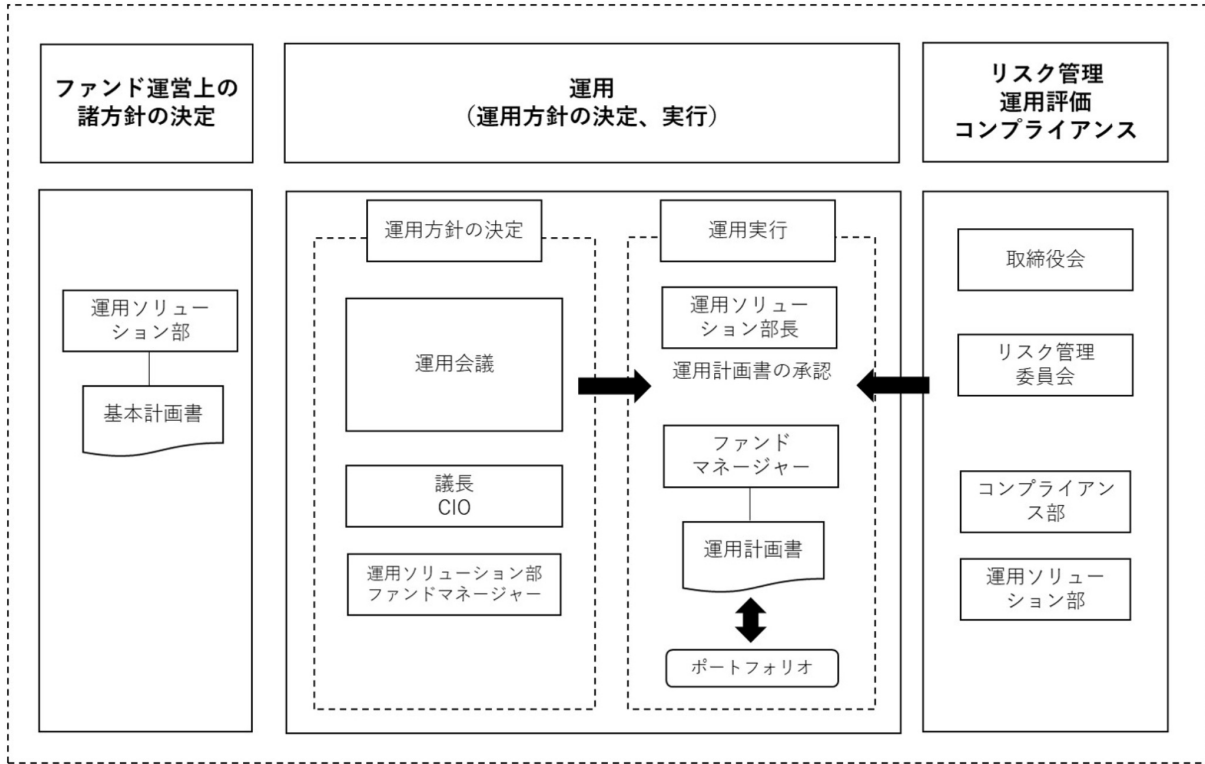 ファンド運営上の
諸方針の決定
運用ソリュー
ション部
基本計画書
運用
（運用方針の決定、実行）
運用方針の決定
運用会議
議長
CIO
運用ソリューション部
ファンドマネージャー
運用実行
運用ソリュー
ション部長
運用計画書の承認
ファンド
マネージャー
運用計画書
ポートフォリオ
リスク管理
運用評価
コンプライアンス
取締役会
リスク管理
委員会
コンプライアン
ス部
運用ソリュー
ション部